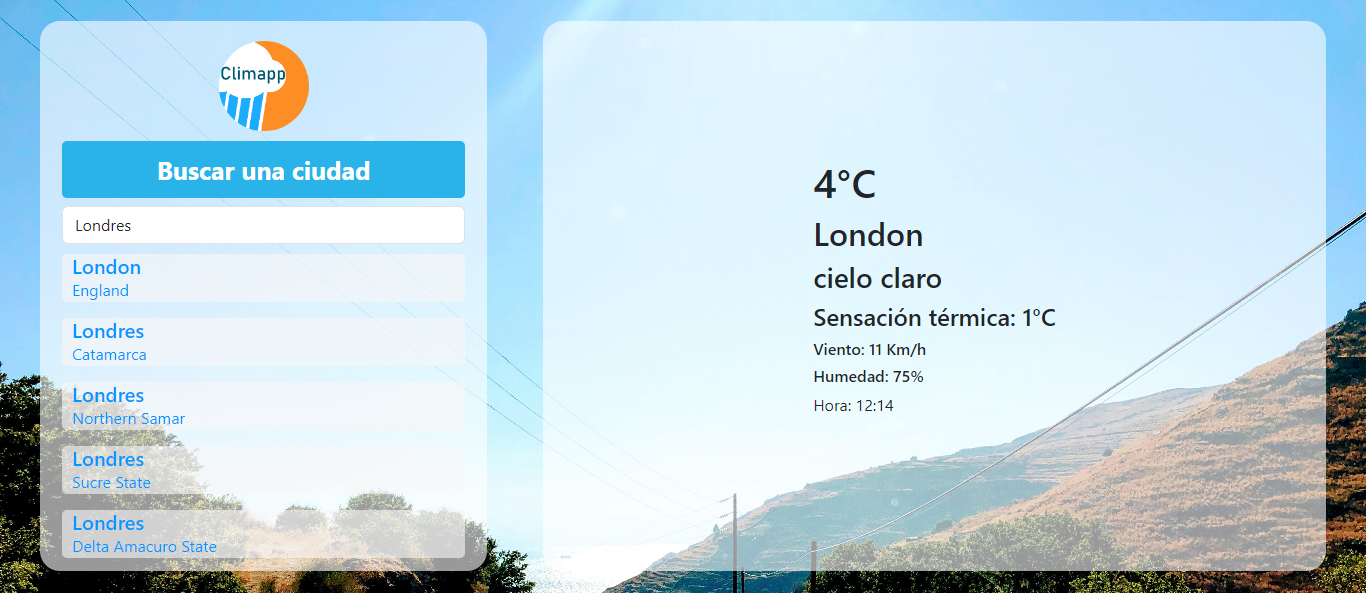 Climapp
Buscar una ciudad
Londres
London
England
Londres
Catamarca
Londres
Northern Samar
Londres
Sucre State
Londres
Delta Amacuro State
4°C
London
cielo claro
Sensación térmica: 1°C
Viento: 11 Km/h
Humedad: 75%
Hora: 12:14